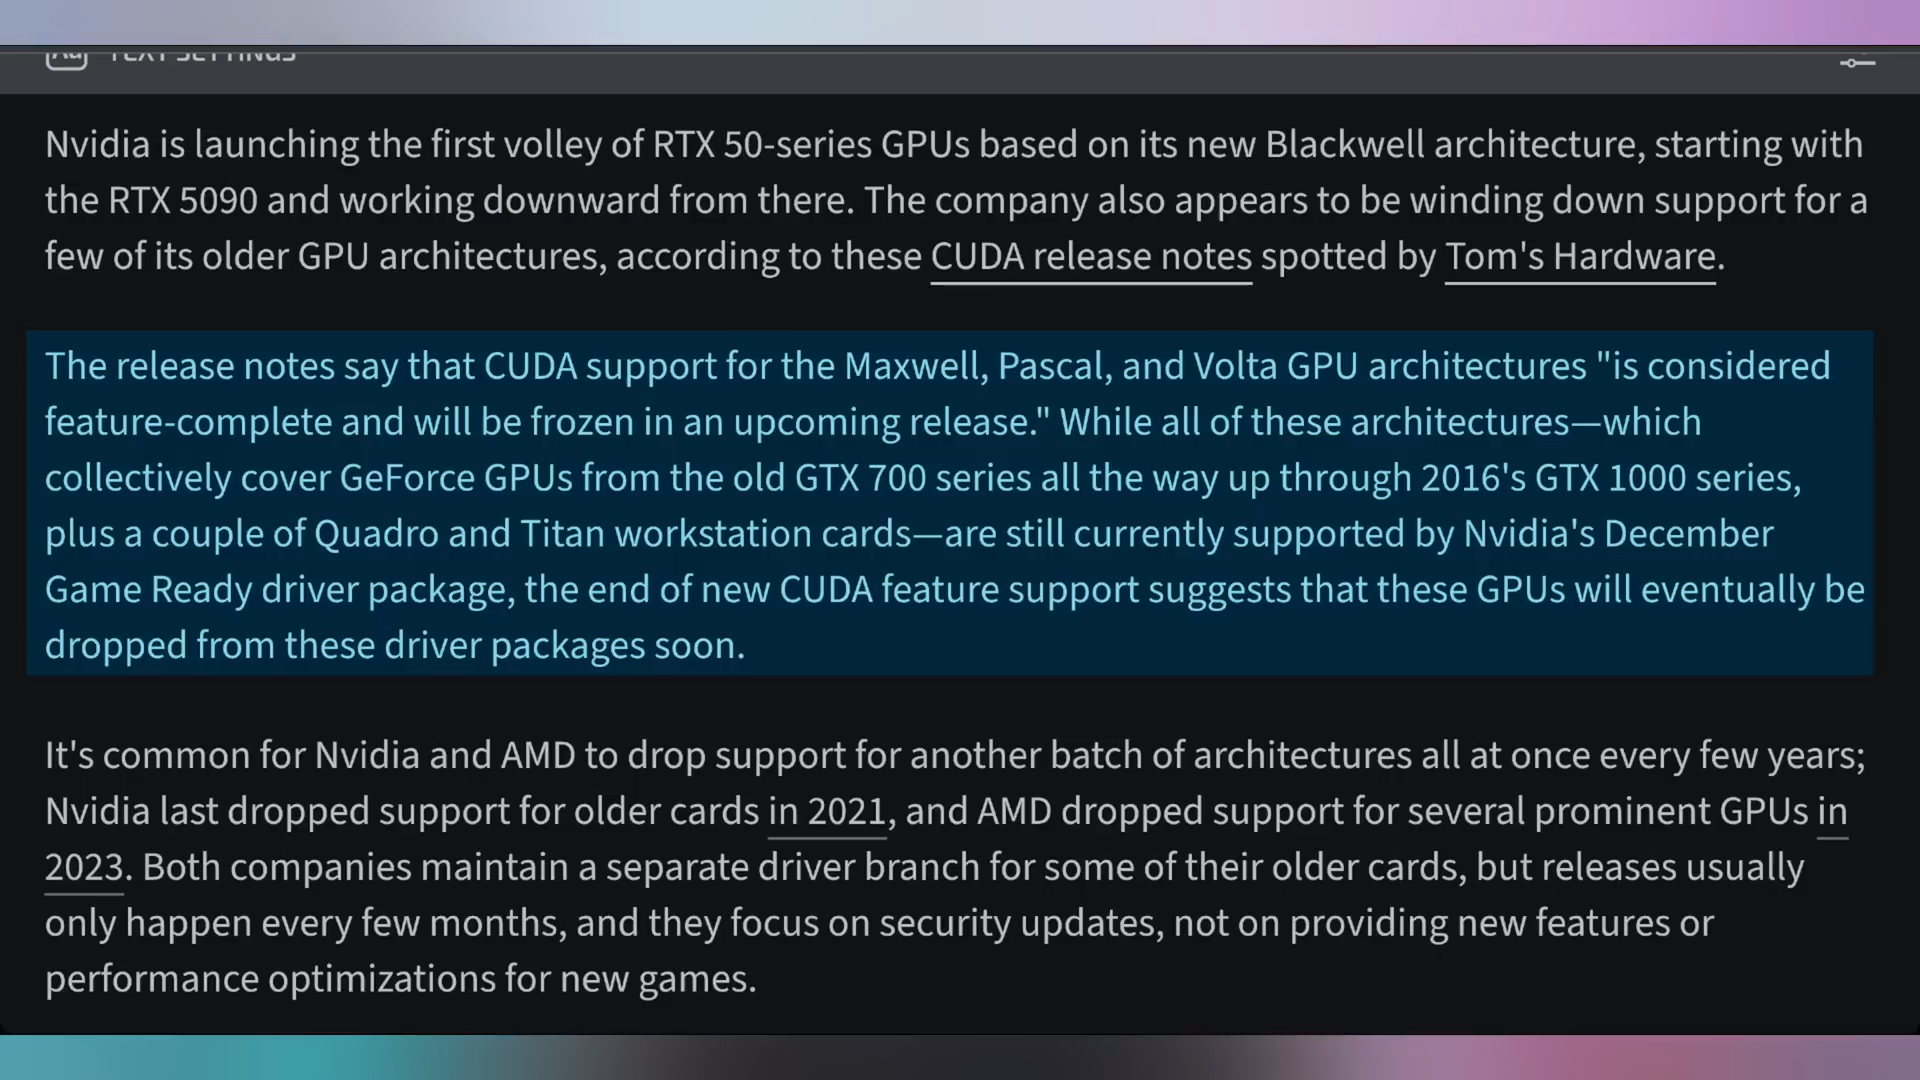 Aa TEXT SETTINGS
Nvidia is launching the first volley of RTX 50-series GPUs based on its new Blackwell architecture, starting with
the RTX 5090 and working downward from there. The company also appears to be winding down support for a
few of its older GPU architectures, according to these CUDA release notes spotted by Tom's Hardware.
The release notes say that CUDA support for the Maxwell, Pascal, and Volta GPU architectures "is considered
feature-complete and will be frozen in an upcoming release." While all of these architectures—which
collectively cover GeForce GPUs from the old GTX 700 series all the way up through 2016's GTX 1000 series,
plus a couple of Quadro and Titan workstation cards—are still currently supported by Nvidia's December
Game Ready driver package, the end of new CUDA feature support suggests that these GPUs will eventually be
dropped from these driver packages soon.
It's common for Nvidia and AMD to drop support for another batch of architectures all at once every few years;
Nvidia last dropped support for older cards in 2021, and AMD dropped support for several prominent GPUs in
2023. Both companies maintain a separate driver branch for some of their older cards, but releases usually
only happen every few months, and they focus on security updates, not on providing new features or
performance optimizations for new games.